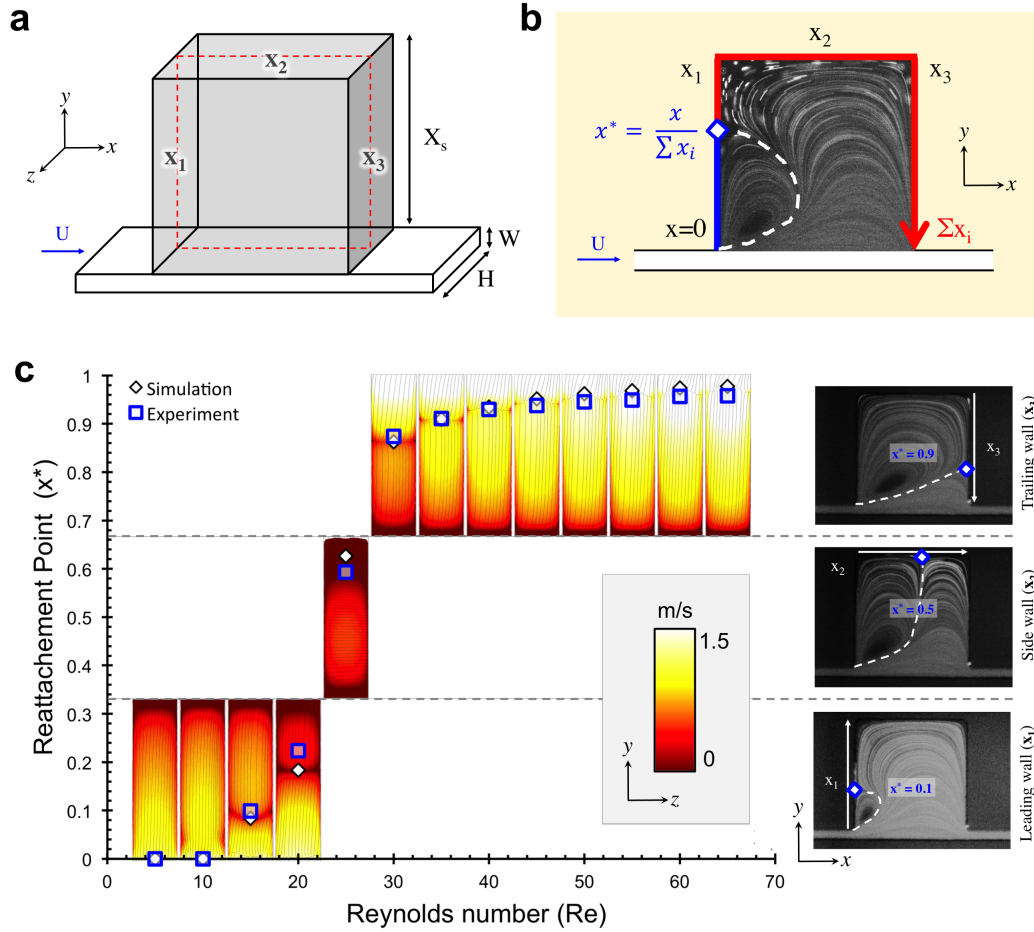 a
x₁
x₂
x₃
Xₛ
y
x
z
U
W
H
b
x₁
x₂
x₃
x* = x / ∑ xᵢ
x=0
Σxᵢ
U
y
x
c
Simulation
Experiment
Reattachement Point (x*)
1
0.9
0.8
0.7
0.6
0.5
0.4
0.3
0.2
0.1
0
0 10 20 30 40 50 60 70
Reynolds number (Re)
m/s
1.5
0
y
z
x* = 0.9
x₃
Trailing wall (x₃)
x₂
x* = 0.5
Side wall (x₂)
x₁
x* = 0.1
Leading wall (x₁)
y
x